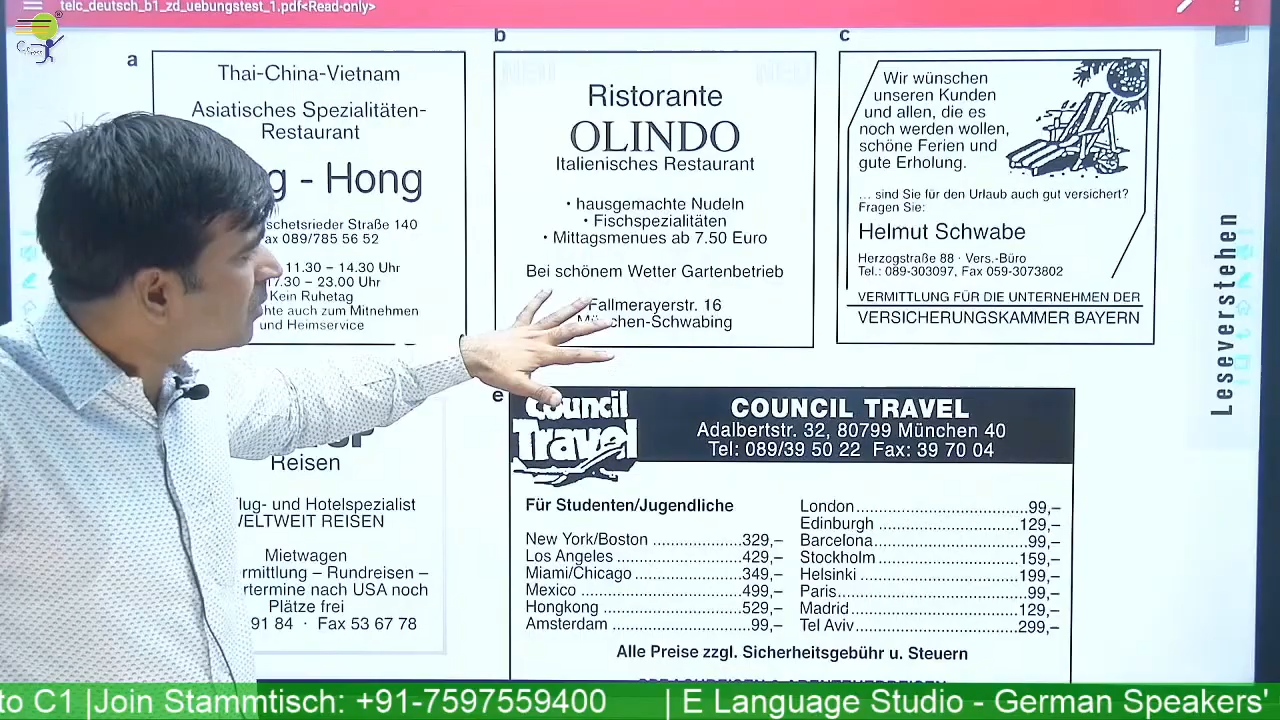 telc_deutsch_b1_zd_uebungstest_1.pdf<Read-only>
a
Thai-China-Vietnam
Asiatisches Spezialitäten-
Restaurant
g - Hong
schetsrieder Straße 140
ax 089/785 56 52
11.30 – 14.30 Uhr
17.30 – 23.00 Uhr
Kein Ruhetag
hte auch zum Mitnehmen
und Heimservice
b
Ristorante
OLINDO
Italienisches Restaurant
• hausgemachte Nudeln
• Fischspezialitäten
• Mittagsmenues ab 7.50 Euro
Bei schönem Wetter Gartenbetrieb
Fallmerayerstr. 16
München-Schwabing
c
Wir wünschen
unseren Kunden
und allen, die es
noch werden wollen,
schöne Ferien und
gute Erholung.
... sind Sie für den Urlaub auch gut versichert?
Fragen Sie:
Helmut Schwabe
Herzogstraße 88 · Vers.-Büro
Tel.: 089-303097, Fax 059-3073802
VERMITTLUNG FÜR DIE UNTERNEHMEN DER
VERSICHERUNGSKAMMER BAYERN
Leseverstehen
Reisen
lug- und Hotelspezialist
WELTWEIT REISEN
Mietwagen
rmittlung – Rundreisen –
rtermine nach USA noch
Plätze frei
91 84 · Fax 53 67 78
e
Council
Travel
COUNCIL TRAVEL
Adalbertstr. 32, 80799 München 40
Tel: 089/39 50 22 Fax: 39 70 04
Für Studenten/Jugendliche
New York/Boston ...................329,–
Los Angeles ...........................429,–
Miami/Chicago .......................349,–
Mexico ...................................499,–
Hongkong ..............................529,–
Amsterdam ..............................99,–
London.....................................99,–
Edinburgh ..............................129,–
Barcelona.................................99,–
Stockholm ..............................159,–
Helsinki ..................................199,–
Paris.........................................99,–
Madrid....................................129,–
Tel Aviv...................................299,–
Alle Preise zzgl. Sicherheitsgebühr u. Steuern
to C1 |Join Stammtisch: +91-7597559400 | E Language Studio - German Speakers'